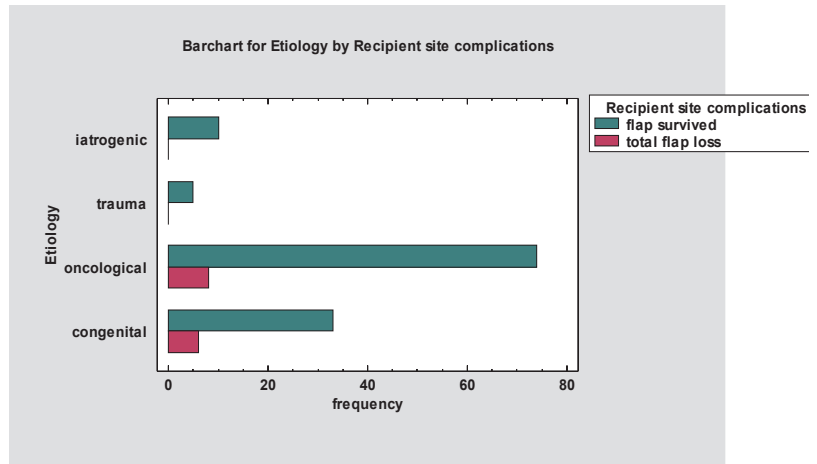 Barchart for Etiology by Recipient site complications
Recipient site complications
flap survived
total flap loss
Etiology
iatrogenic
trauma
oncological
congenital
0 20 40 60 80
frequency